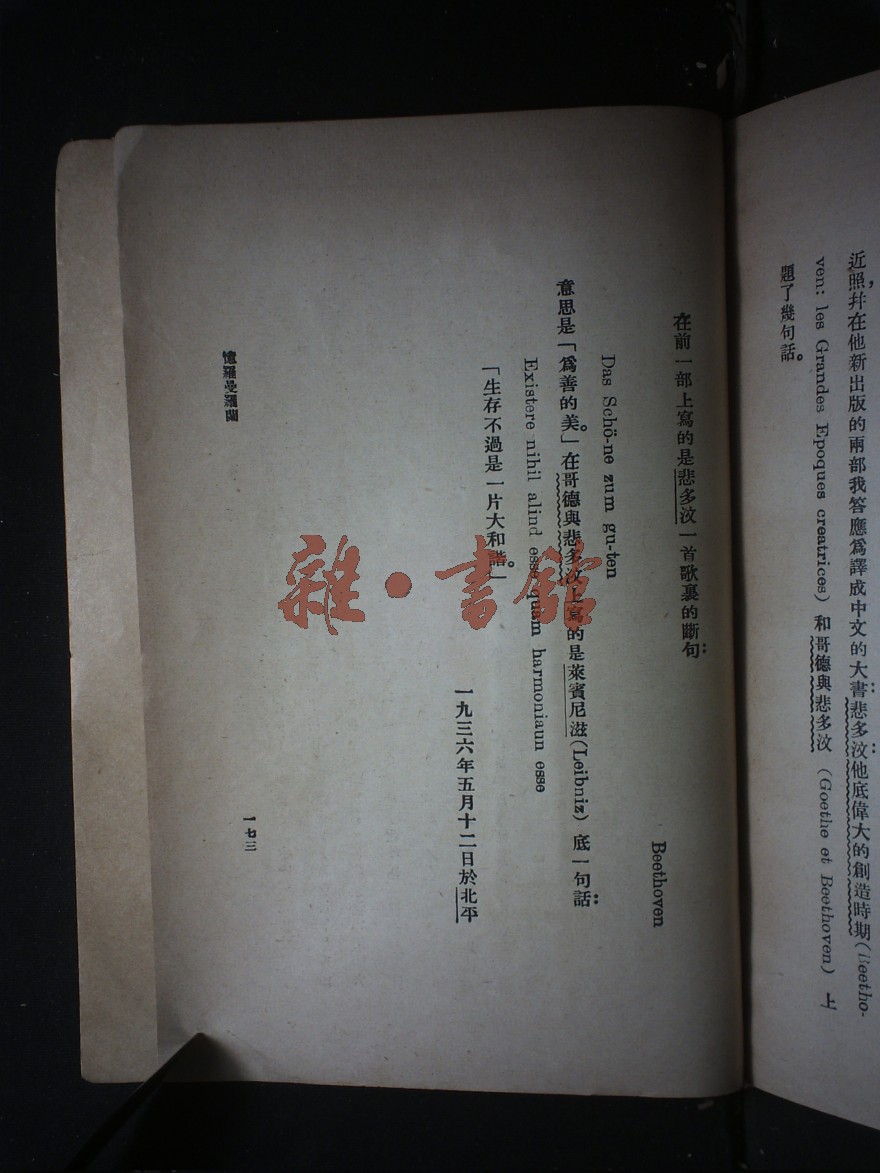 近照，幷在他新出版的兩部我答應爲譯成中文的大書：悲多汶：他底偉大的創造時期(Beetho-
ven: les Grandes Epoques creatrices) 和哥德與悲多汶 (Goethe et Beethoven) 上
題了幾句話。
在前一部上寫的是悲多汶一首歌裏的斷句：
Beethoven
Das Schö-ne zum gu-ten
意思是「爲善的美。」在哥德與悲多汶上寫的是萊賓尼滋(Leibniz) 底一句話：
Existere nihil alind esse quam harmoniaun esse
「生存不過是一片大和諧。」
一九三六年五月十二日於北平
憶羅曼羅蘭
一七三
雜·書館